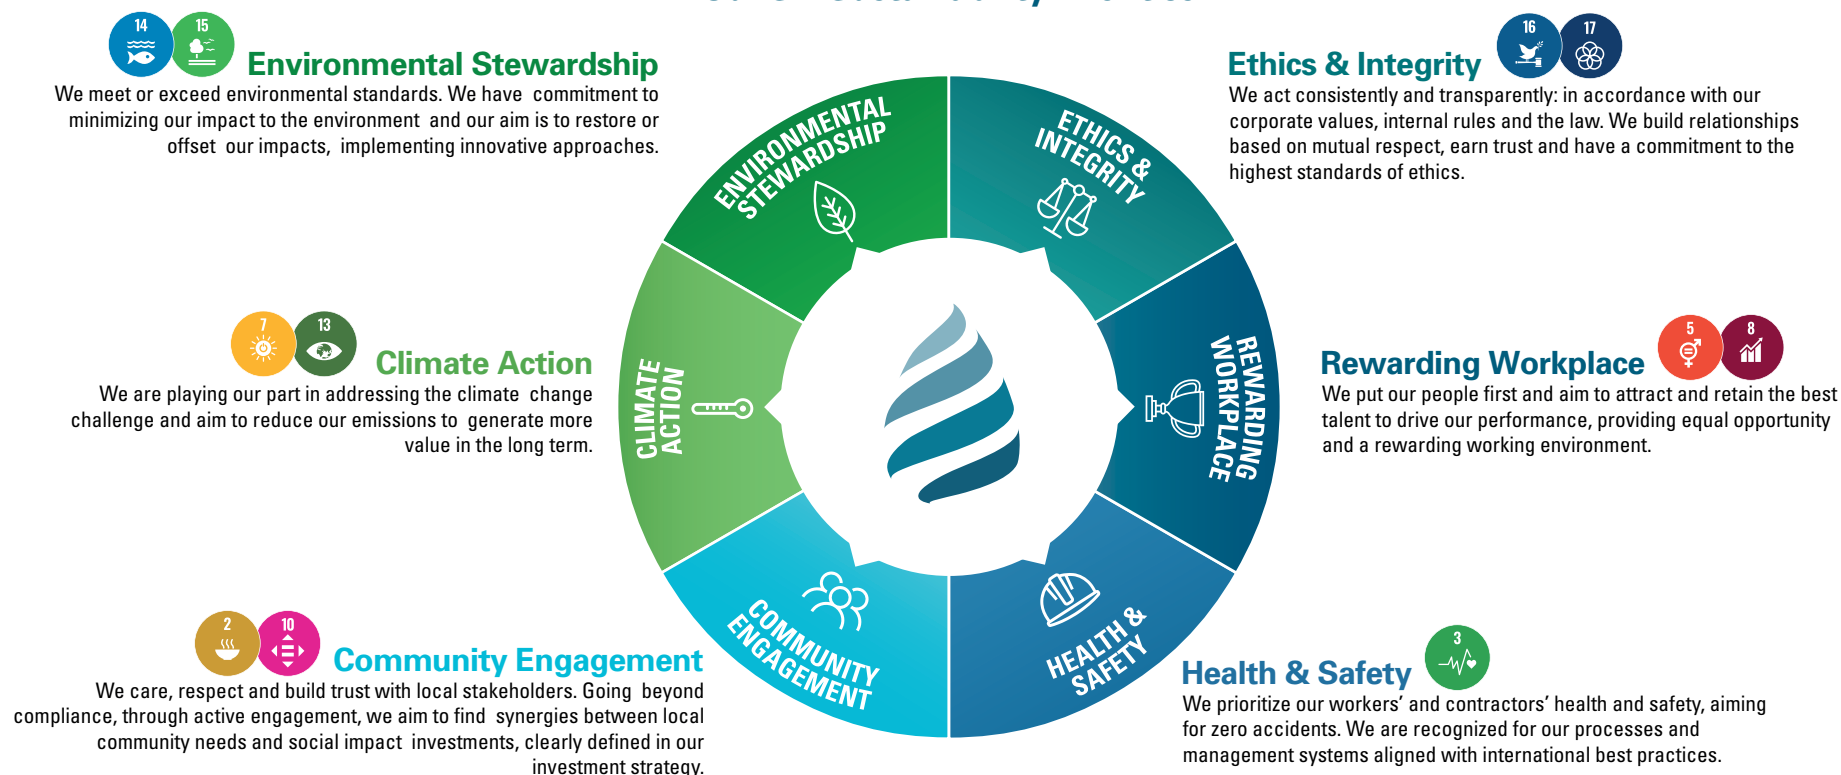 14 15
Environmental Stewardship
We meet or exceed environmental standards. We have commitment to
minimizing our impact to the environment and our aim is to restore or
offset our impacts, implementing innovative approaches.
7 13
Climate Action
We are playing our part in addressing the climate change
challenge and aim to reduce our emissions to generate more
value in the long term.
2 10
Community Engagement
We care, respect and build trust with local stakeholders. Going beyond
compliance, through active engagement, we aim to find synergies between local
community needs and social impact investments, clearly defined in our
investment strategy.
ENVIRONMENTAL
STEWARDSHIP
ETHICS &
INTEGRITY
CLIMATE
ACTION
REWARDING
WORKPLACE
COMMUNITY
ENGAGEMENT
HEALTH &
SAFETY
Ethics & Integrity
16 17
We act consistently and transparently: in accordance with our
corporate values, internal rules and the law. We build relationships
based on mutual respect, earn trust and have a commitment to the
highest standards of ethics.
Rewarding Workplace
5 8
We put our people first and aim to attract and retain the best
talent to drive our performance, providing equal opportunity
and a rewarding working environment.
Health & Safety
3
We prioritize our workers’ and contractors’ health and safety, aiming
for zero accidents. We are recognized for our processes and
management systems aligned with international best practices.